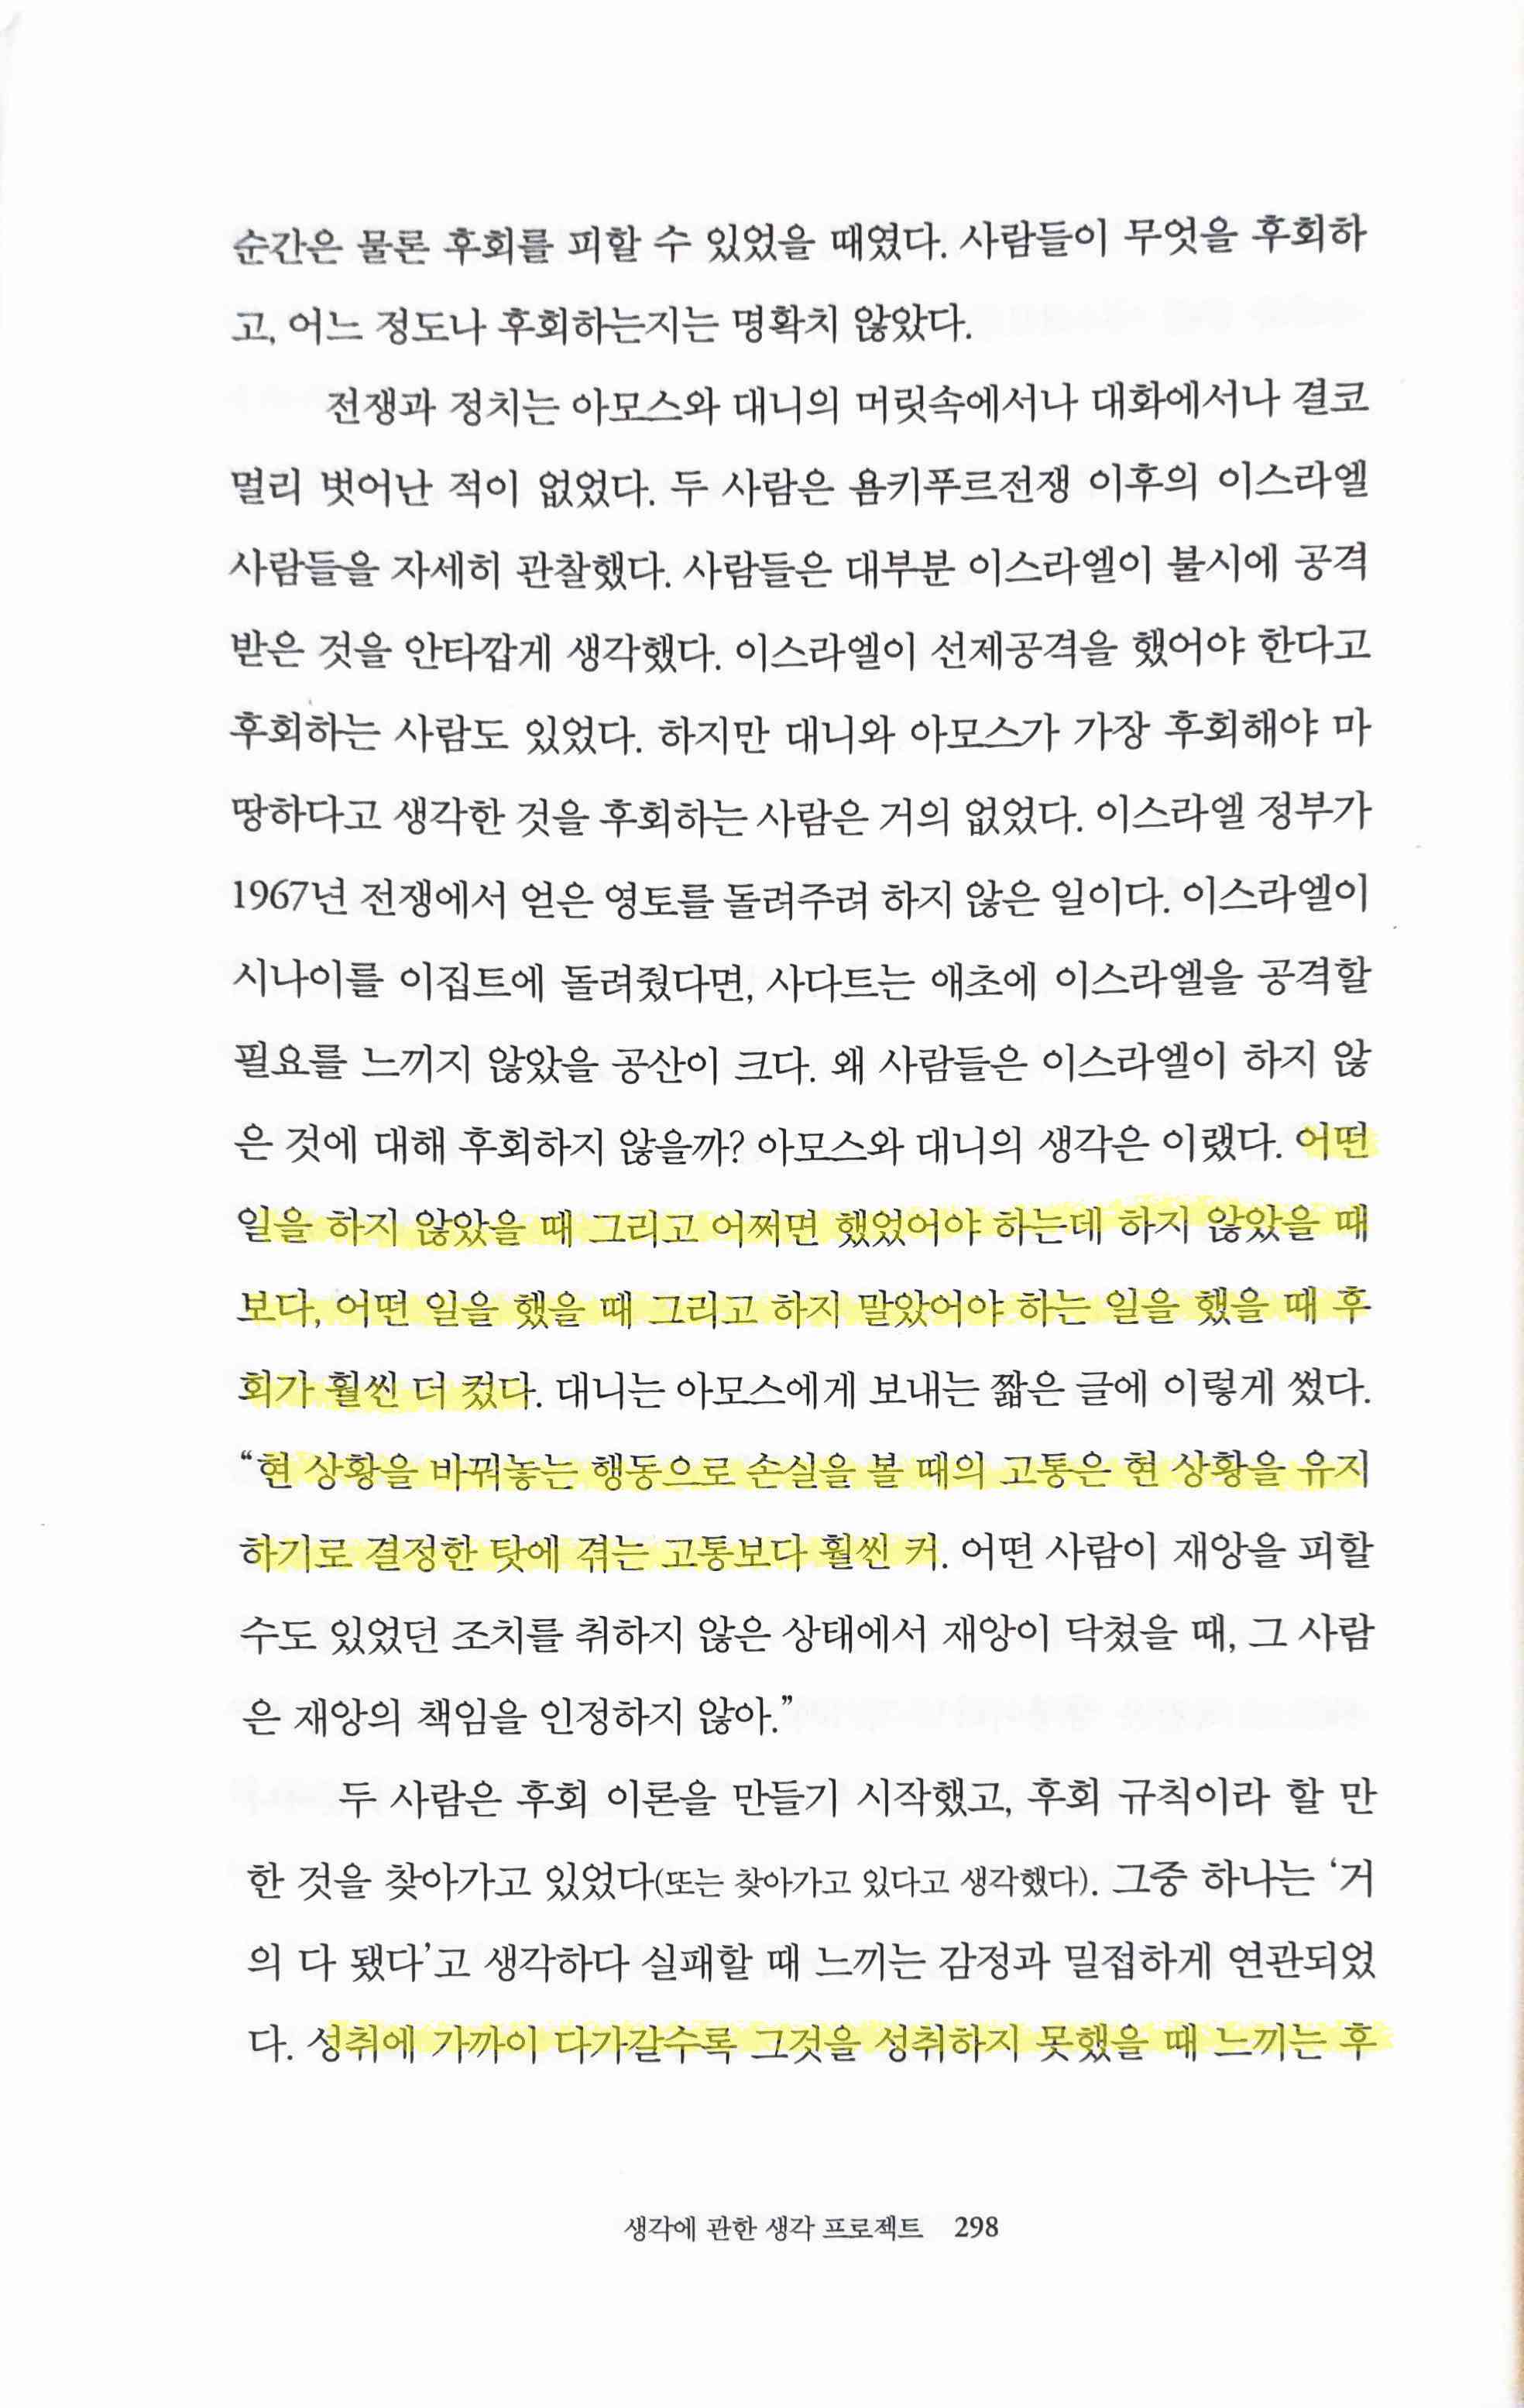 순간은 물론 후회를 피할 수 있었을 때였다. 사람들이 무엇을 후회하
고, 어느 정도나 후회하는지는 명확치 않았다.
전쟁과 정치는 아모스와 대니의 머릿속에서나 대화에서나 결코
멀리 벗어난 적이 없었다. 두 사람은 욤키푸르전쟁 이후의 이스라엘
사람들을 자세히 관찰했다. 사람들은 대부분 이스라엘이 불시에 공격
받은 것을 안타깝게 생각했다. 이스라엘이 선제공격을 했어야 한다고
후회하는 사람도 있었다. 하지만 대니와 아모스가 가장 후회해야 마
땅하다고 생각한 것을 후회하는 사람은 거의 없었다. 이스라엘 정부가
1967년 전쟁에서 얻은 영토를 돌려주려 하지 않은 일이다. 이스라엘이
시나이를 이집트에 돌려줬다면, 사다트는 애초에 이스라엘을 공격할
필요를 느끼지 않았을 공산이 크다. 왜 사람들은 이스라엘이 하지 않
은 것에 대해 후회하지 않을까? 아모스와 대니의 생각은 이랬다. 어떤
일을 하지 않았을 때 그리고 어쩌면 했었어야 하는데 하지 않았을 때
보다, 어떤 일을 했을 때 그리고 하지 말았어야 하는 일을 했을 때 후
회가 훨씬 더 컸다. 대니는 아모스에게 보내는 짧은 글에 이렇게 썼다.
“현 상황을 바꿔놓는 행동으로 손실을 볼 때의 고통은 현 상황을 유지
하기로 결정한 탓에 겪는 고통보다 훨씬 커. 어떤 사람이 재앙을 피할
수도 있었던 조치를 취하지 않은 상태에서 재앙이 닥쳤을 때, 그 사람
은 재앙의 책임을 인정하지 않아.”
두 사람은 후회 이론을 만들기 시작했고, 후회 규칙이라 할 만
한 것을 찾아가고 있었다(또는 찾아가고 있다고 생각했다). 그중 하나는 ‘거
의 다 됐다’고 생각하다 실패할 때 느끼는 감정과 밀접하게 연관되었
다. 성취에 가까이 다가갈수록 그것을 성취하지 못했을 때 느끼는 후
생각에 관한 생각 프로젝트 298